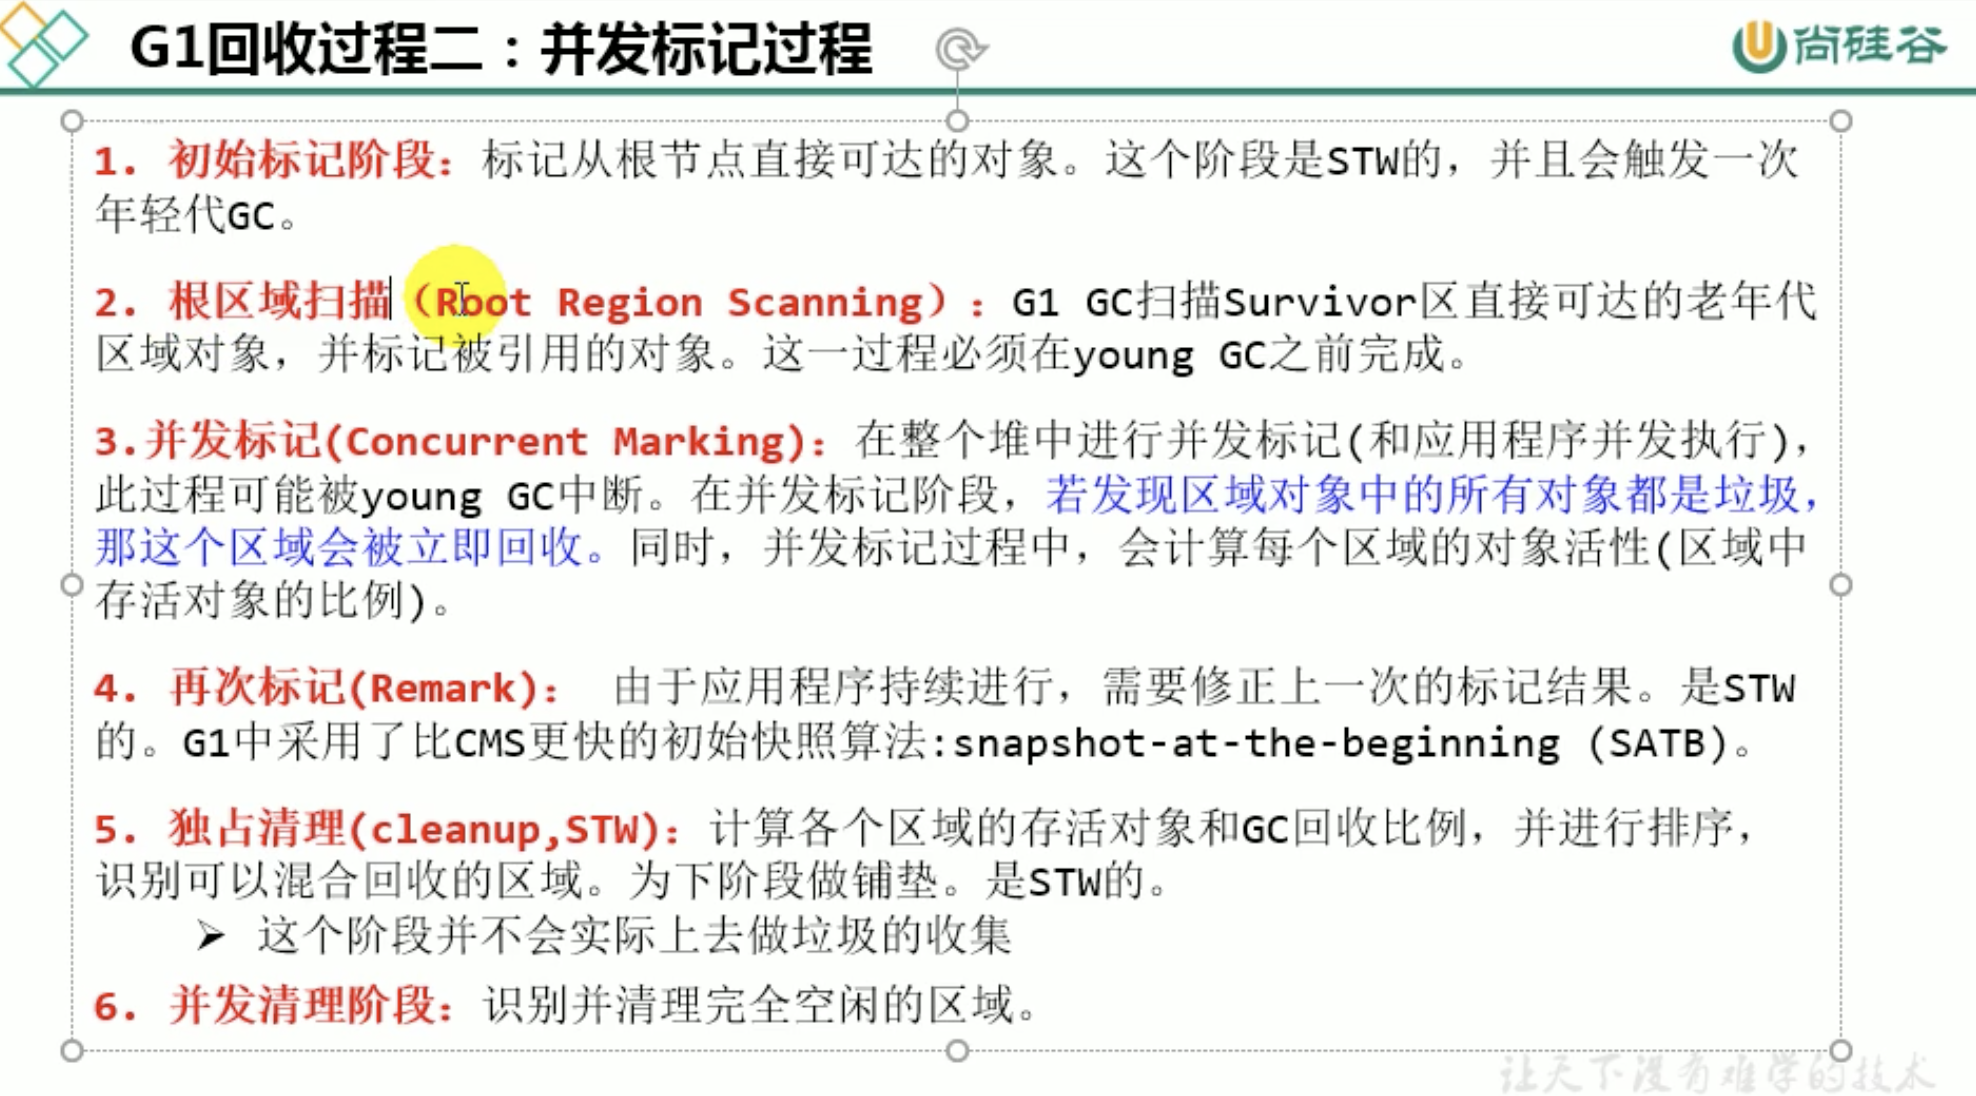 G1回收过程二：并发标记过程
尚硅谷
1. 初始标记阶段：标记从根节点直接可达的对象。这个阶段是STW的，并且会触发一次
年轻代GC。
2. 根区域扫描（Root Region Scanning）：G1 GC扫描Survivor区直接可达的老年代
区域对象，并标记被引用的对象。这一过程必须在young GC之前完成。
3.并发标记(Concurrent Marking)：在整个堆中进行并发标记(和应用程序并发执行)，
此过程可能被young GC中断。在并发标记阶段，若发现区域对象中的所有对象都是垃圾，
那这个区域会被立即回收。同时，并发标记过程中，会计算每个区域的对象活性(区域中
存活对象的比例)。
4. 再次标记(Remark)： 由于应用程序持续进行，需要修正上一次的标记结果。是STW
的。G1中采用了比CMS更快的初始快照算法:snapshot-at-the-beginning (SATB)。
5. 独占清理(cleanup,STW)：计算各个区域的存活对象和GC回收比例，并进行排序，
识别可以混合回收的区域。为下阶段做铺垫。是STW的。
➢ 这个阶段并不会实际上去做垃圾的收集
6. 并发清理阶段：识别并清理完全空闲的区域。
让天下没有难学的技术